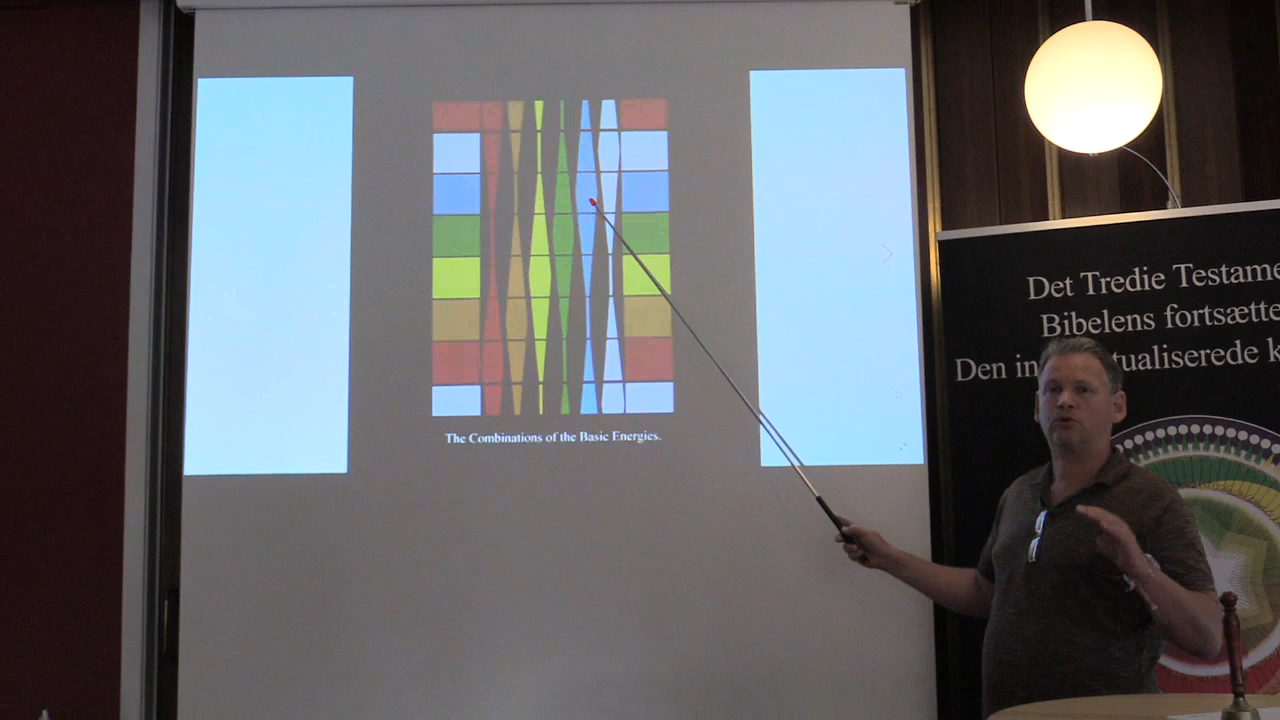 The Combinations of the Basic Energies.
Det Tredie Testame
Bibelens fortsætte
Den in tualiserede k